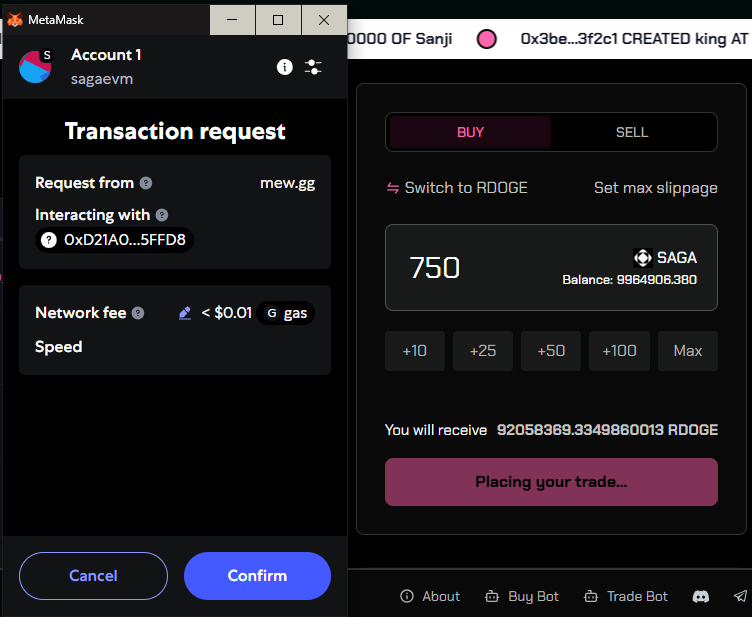 MetaMask
S
Account 1
sagaevm
Transaction request
Request from ?
mew.gg
Interacting with ?
? 0xD21A0...5FFD8
Network fee ?
< $0.01
G gas
Speed
Cancel
Confirm
0000 OF Sanji
0x3be...3f2c1 CREATED king AT
BUY
SELL
Switch to RDOGE
Set max slippage
750
SAGA
Balance: 9964906.380
+10
+25
+50
+100
Max
You will receive 92058369.3349860013 RDOGE
Placing your trade...
About
Buy Bot
Trade Bot